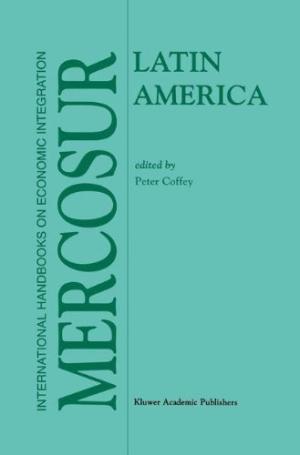 INTERNATIONAL HANDBOOKS ON ECONOMIC INTEGRATION
MERCOSUR
LATIN
AMERICA
edited by
Peter Coffey
Kluwer Academic Publishers